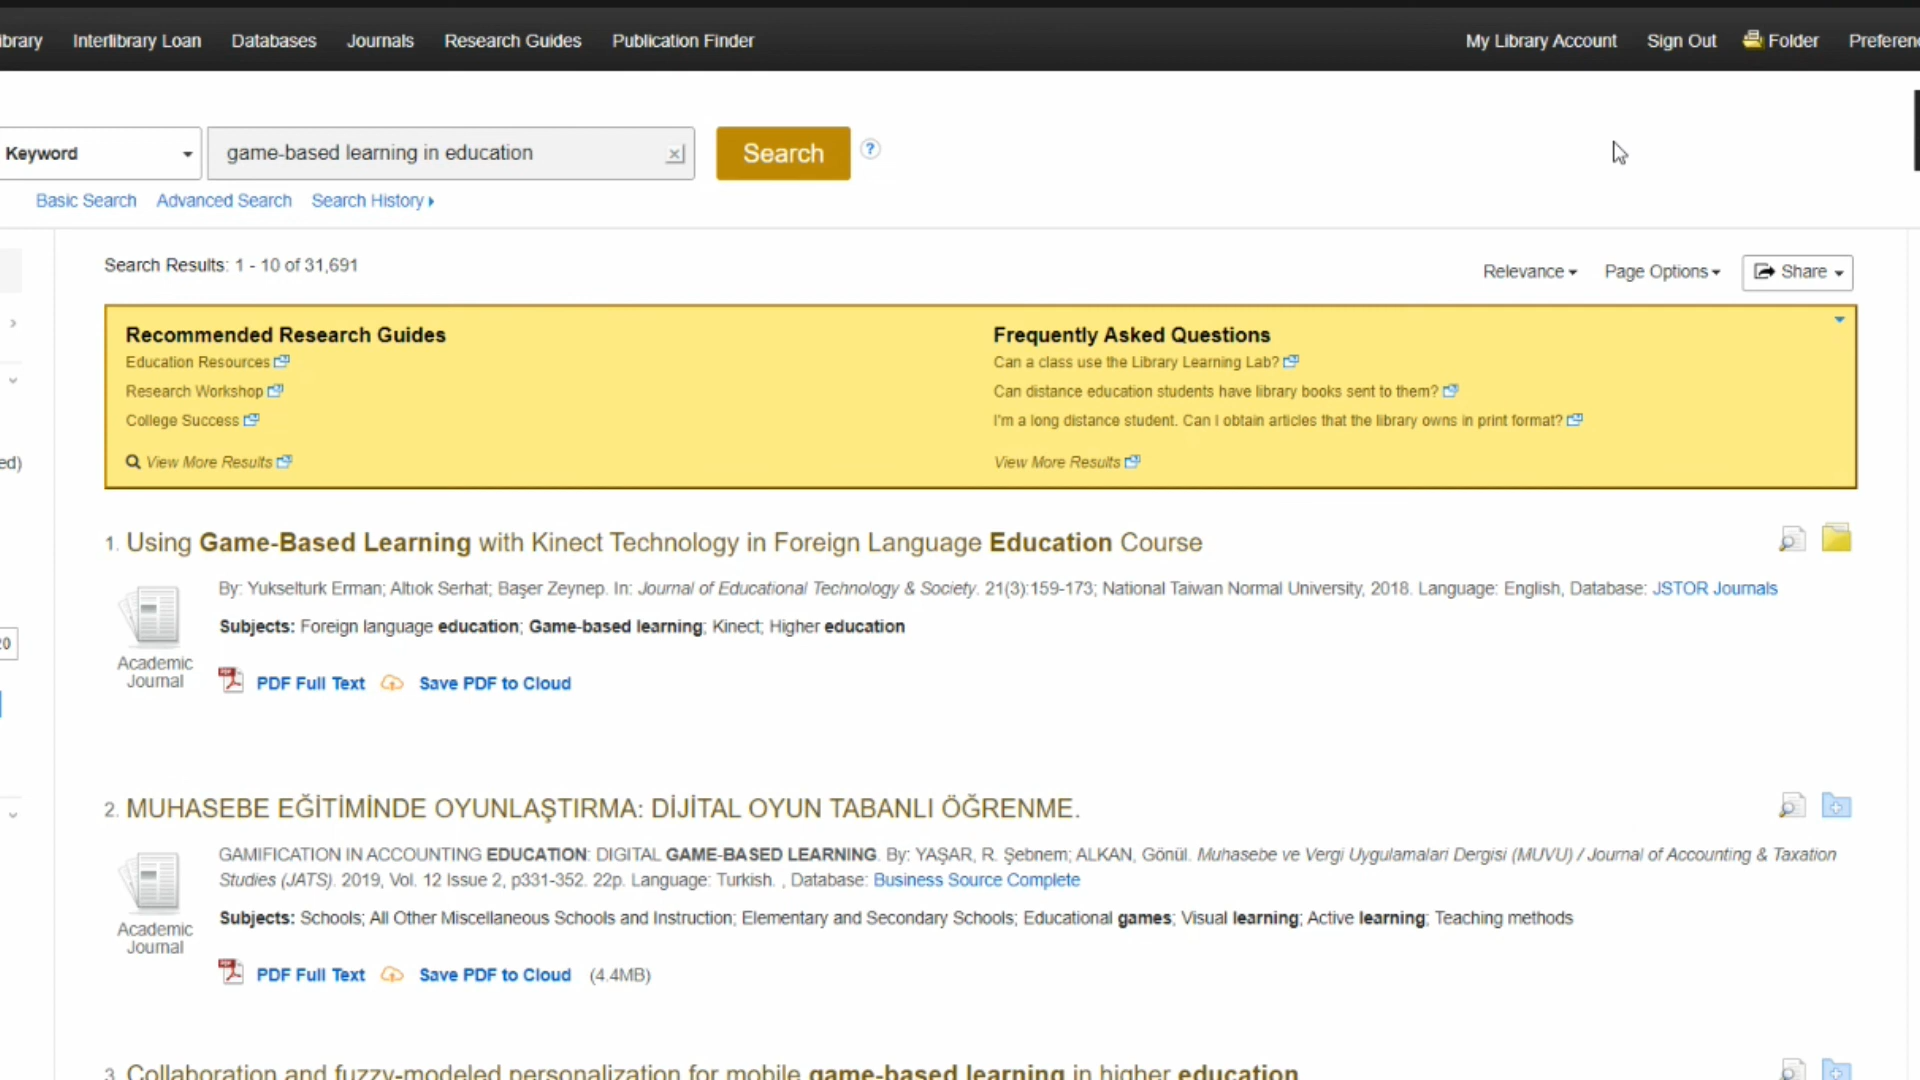 Interlibrary Loan Databases Journals Research Guides Publication Finder My Library Account Sign Out Folder
Keyword game-based learning in education Search ?
Basic Search Advanced Search Search History
Search Results: 1 - 10 of 31,691 Relevance Page Options Share
Recommended Research Guides
Education Resources
Research Workshop
College Success
View More Results
Frequently Asked Questions
Can a class use the Library Learning Lab?
Can distance education students have library books sent to them?
I'm a long distance student. Can I obtain articles that the library owns in print format?
View More Results
1. Using Game-Based Learning with Kinect Technology in Foreign Language Education Course
By: Yukselturk Erman; Altıok Serhat; Başer Zeynep. In: Journal of Educational Technology & Society. 21(3):159-173; National Taiwan Normal University, 2018. Language: English, Database: JSTOR Journals
Subjects: Foreign language education; Game-based learning; Kinect; Higher education
Academic
Journal
PDF Full Text Save PDF to Cloud
2. MUHASEBE EĞİTİMİNDE OYUNLAŞTIRMA: DİJİTAL OYUN TABANLI ÖĞRENME.
GAMIFICATION IN ACCOUNTING EDUCATION: DIGITAL GAME-BASED LEARNING. By: YAŞAR, R. Şebnem; ALKAN, Gönül. Muhasebe ve Vergi Uygulamalari Dergisi (MUVU) / Journal of Accounting & Taxation
Studies (JATS). 2019, Vol. 12 Issue 2, p331-352. 22p. Language: Turkish. , Database: Business Source Complete
Subjects: Schools; All Other Miscellaneous Schools and Instruction; Elementary and Secondary Schools; Educational games; Visual learning; Active learning; Teaching methods
Academic
Journal
PDF Full Text Save PDF to Cloud (4.4MB)
3. Collaboration and fuzzy-modeled personalization for mobile game-based learning in higher education